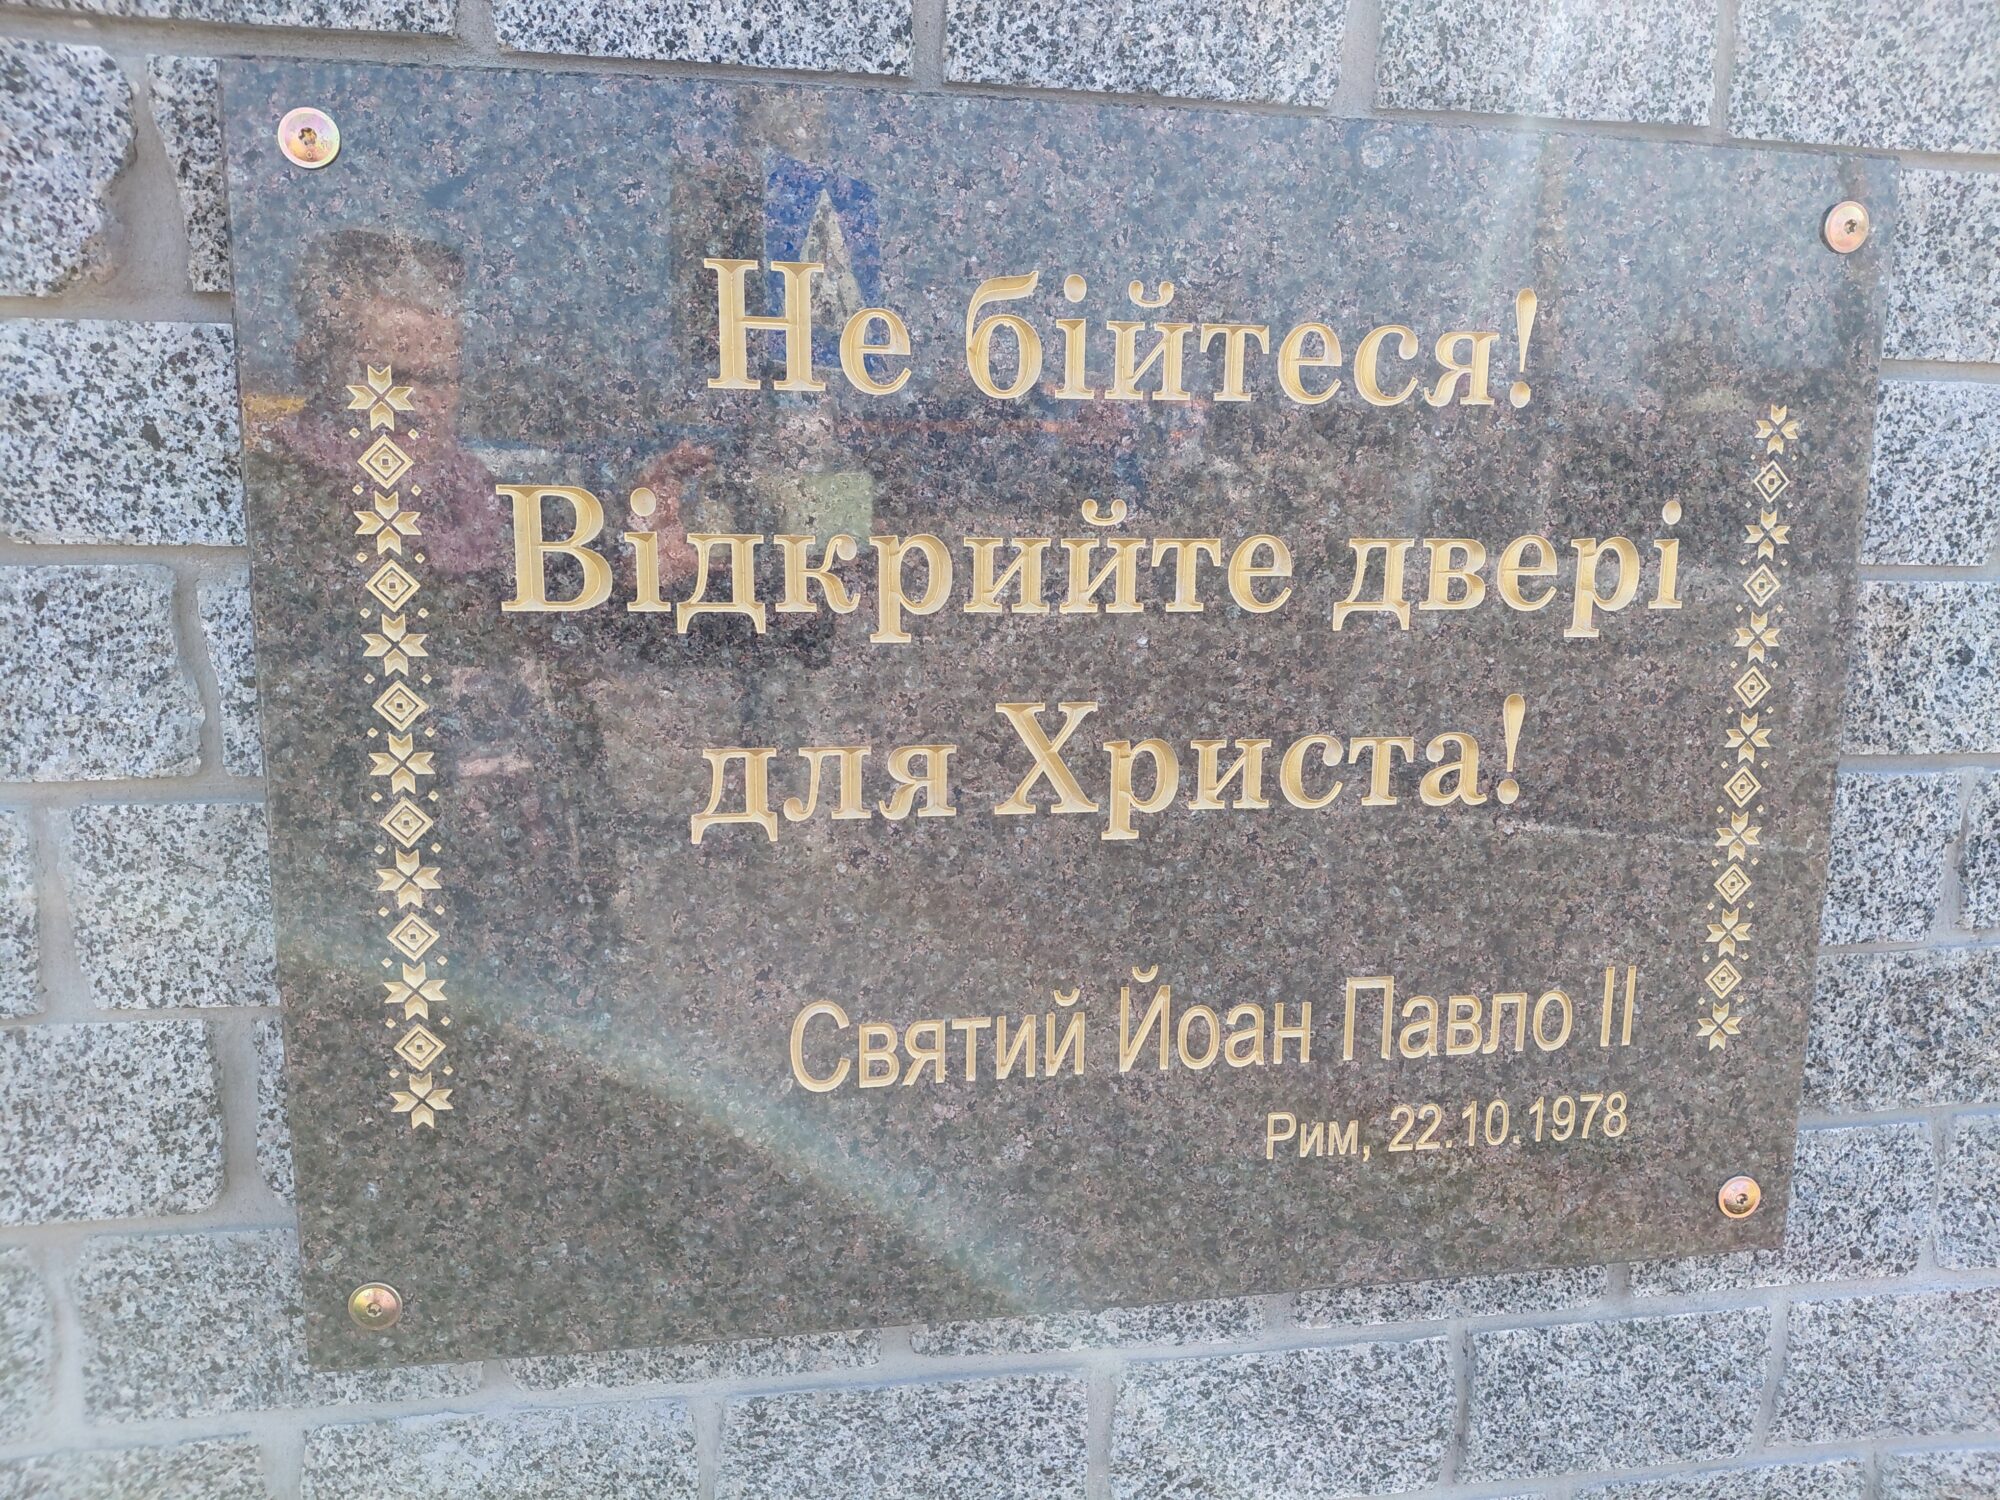 Не бійтеся!
Відкрийте двері
для Христа!
Святий Йоан Павло II
Рим, 22.10.1978